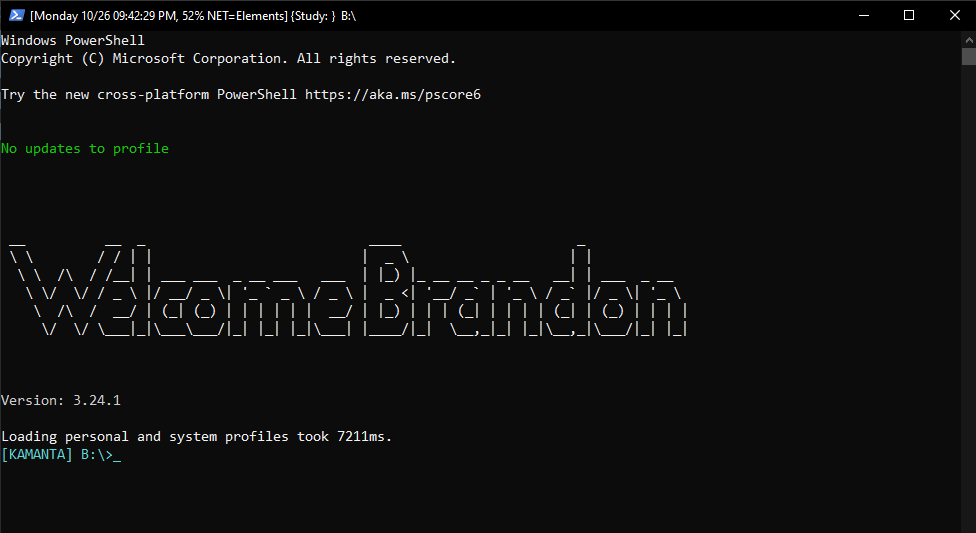 [Monday 10/26 09:42:29 PM, 52% NET=Elements] {Study: } B:\
Windows PowerShell
Copyright (C) Microsoft Corporation. All rights reserved.
Try the new cross-platform PowerShell https://aka.ms/pscore6
No updates to profile
Welcome Brandon
Version: 3.24.1
Loading personal and system profiles took 7211ms.
[KAMANTA] B:\>_